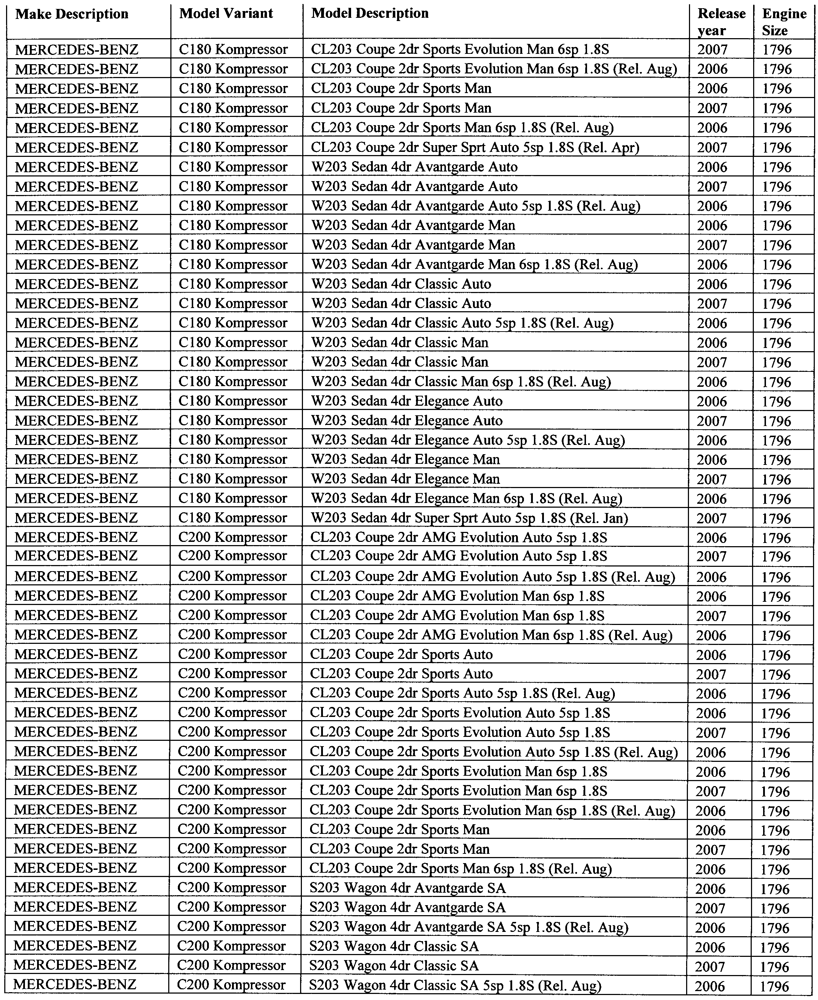 Make Description Model Variant Model Description Release year Engine Size
MERCEDES-BENZ C180 Kompressor CL203 Coupe 2dr Sports Evolution Man 6sp 1.8S 2007 1796
MERCEDES-BENZ C180 Kompressor CL203 Coupe 2dr Sports Evolution Man 6sp 1.8S (Rel. Aug) 2006 1796
MERCEDES-BENZ C180 Kompressor CL203 Coupe 2dr Sports Man 2006 1796
MERCEDES-BENZ C180 Kompressor CL203 Coupe 2dr Sports Man 2007 1796
MERCEDES-BENZ C180 Kompressor CL203 Coupe 2dr Sports Man 6sp 1.8S (Rel. Aug) 2006 1796
MERCEDES-BENZ C180 Kompressor CL203 Coupe 2dr Super Sprt Auto 5sp 1.8S (Rel. Apr) 2007 1796
MERCEDES-BENZ C180 Kompressor W203 Sedan 4dr Avantgarde Auto 2006 1796
MERCEDES-BENZ C180 Kompressor W203 Sedan 4dr Avantgarde Auto 2007 1796
MERCEDES-BENZ C180 Kompressor W203 Sedan 4dr Avantgarde Auto 5sp 1.8S (Rel. Aug) 2006 1796
MERCEDES-BENZ C180 Kompressor W203 Sedan 4dr Avantgarde Man 2006 1796
MERCEDES-BENZ C180 Kompressor W203 Sedan 4dr Avantgarde Man 2007 1796
MERCEDES-BENZ C180 Kompressor W203 Sedan 4dr Avantgarde Man 6sp 1.8S (Rel. Aug) 2006 1796
MERCEDES-BENZ C180 Kompressor W203 Sedan 4dr Classic Auto 2006 1796
MERCEDES-BENZ C180 Kompressor W203 Sedan 4dr Classic Auto 2007 1796
MERCEDES-BENZ C180 Kompressor W203 Sedan 4dr Classic Auto 5sp 1.8S (Rel. Aug) 2006 1796
MERCEDES-BENZ C180 Kompressor W203 Sedan 4dr Classic Man 2006 1796
MERCEDES-BENZ C180 Kompressor W203 Sedan 4dr Classic Man 2007 1796
MERCEDES-BENZ C180 Kompressor W203 Sedan 4dr Classic Man 6sp 1.8S (Rel. Aug) 2006 1796
MERCEDES-BENZ C180 Kompressor W203 Sedan 4dr Elegance Auto 2006 1796
MERCEDES-BENZ C180 Kompressor W203 Sedan 4dr Elegance Auto 2007 1796
MERCEDES-BENZ C180 Kompressor W203 Sedan 4dr Elegance Auto 5sp 1.8S (Rel. Aug) 2006 1796
MERCEDES-BENZ C180 Kompressor W203 Sedan 4dr Elegance Man 2006 1796
MERCEDES-BENZ C180 Kompressor W203 Sedan 4dr Elegance Man 2007 1796
MERCEDES-BENZ C180 Kompressor W203 Sedan 4dr Elegance Man 6sp 1.8S (Rel. Aug) 2006 1796
MERCEDES-BENZ C180 Kompressor W203 Sedan 4dr Super Sprt Auto 5sp 1.8S (Rel. Jan) 2007 1796
MERCEDES-BENZ C200 Kompressor CL203 Coupe 2dr AMG Evolution Auto 5sp 1.8S 2006 1796
MERCEDES-BENZ C200 Kompressor CL203 Coupe 2dr AMG Evolution Auto 5sp 1.8S 2007 1796
MERCEDES-BENZ C200 Kompressor CL203 Coupe 2dr AMG Evolution Auto 5sp 1.8S (Rel. Aug) 2006 1796
MERCEDES-BENZ C200 Kompressor CL203 Coupe 2dr AMG Evolution Man 6sp 1.8S 2006 1796
MERCEDES-BENZ C200 Kompressor CL203 Coupe 2dr AMG Evolution Man 6sp 1.8S 2007 1796
MERCEDES-BENZ C200 Kompressor CL203 Coupe 2dr AMG Evolution Man 6sp 1.8S (Rel. Aug) 2006 1796
MERCEDES-BENZ C200 Kompressor CL203 Coupe 2dr Sports Auto 2006 1796
MERCEDES-BENZ C200 Kompressor CL203 Coupe 2dr Sports Auto 2007 1796
MERCEDES-BENZ C200 Kompressor CL203 Coupe 2dr Sports Auto 5sp 1.8S (Rel. Aug) 2006 1796
MERCEDES-BENZ C200 Kompressor CL203 Coupe 2dr Sports Evolution Auto 5sp 1.8S 2006 1796
MERCEDES-BENZ C200 Kompressor CL203 Coupe 2dr Sports Evolution Auto 5sp 1.8S 2007 1796
MERCEDES-BENZ C200 Kompressor CL203 Coupe 2dr Sports Evolution Auto 5sp 1.8S (Rel. Aug) 2006 1796
MERCEDES-BENZ C200 Kompressor CL203 Coupe 2dr Sports Evolution Man 6sp 1.8S 2006 1796
MERCEDES-BENZ C200 Kompressor CL203 Coupe 2dr Sports Evolution Man 6sp 1.8S 2007 1796
MERCEDES-BENZ C200 Kompressor CL203 Coupe 2dr Sports Evolution Man 6sp 1.8S (Rel. Aug) 2006 1796
MERCEDES-BENZ C200 Kompressor CL203 Coupe 2dr Sports Man 2006 1796
MERCEDES-BENZ C200 Kompressor CL203 Coupe 2dr Sports Man 2007 1796
MERCEDES-BENZ C200 Kompressor CL203 Coupe 2dr Sports Man 6sp 1.8S (Rel. Aug) 2006 1796
MERCEDES-BENZ C200 Kompressor S203 Wagon 4dr Avantgarde SA 2006 1796
MERCEDES-BENZ C200 Kompressor S203 Wagon 4dr Avantgarde SA 2007 1796
MERCEDES-BENZ C200 Kompressor S203 Wagon 4dr Avantgarde SA 5sp 1.8S (Rel. Aug) 2006 1796
MERCEDES-BENZ C200 Kompressor S203 Wagon 4dr Classic SA 2006 1796
MERCEDES-BENZ C200 Kompressor S203 Wagon 4dr Classic SA 2007 1796
MERCEDES-BENZ C200 Kompressor S203 Wagon 4dr Classic SA 5sp 1.8S (Rel. Aug) 2006 1796